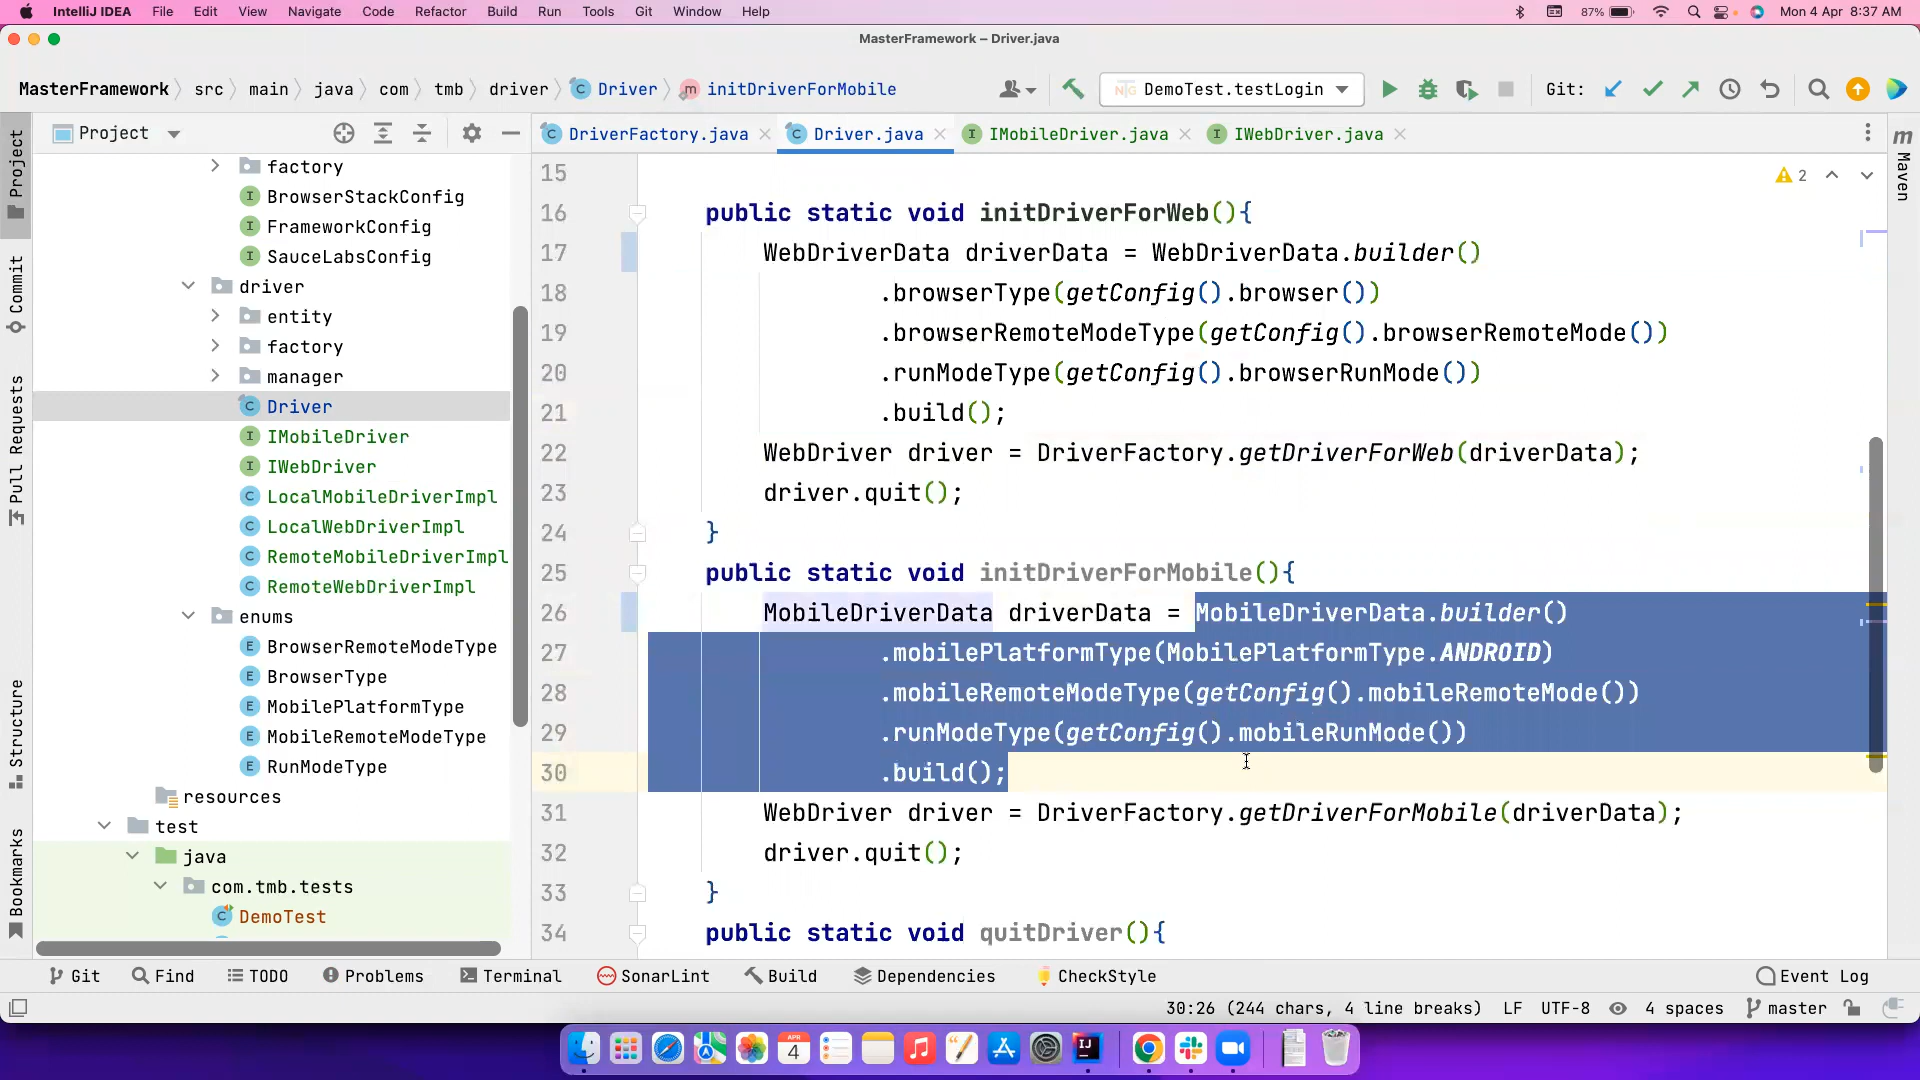 IntelliJ IDEA File Edit View Navigate Code Refactor Build Run Tools Git Window Help 87% Mon 4 Apr 8:37 AM
MasterFramework – Driver.java
MasterFramework src main java com tmb driver Driver initDriverForMobile DemoTest.testLogin Git:
Project
DriverFactory.java Driver.java IMobileDriver.java IWebDriver.java
Project
Commit
Pull Requests
Structure
Bookmarks
factory
BrowserStackConfig
FrameworkConfig
SauceLabsConfig
driver
entity
factory
manager
Driver
IMobileDriver
IWebDriver
LocalMobileDriverImpl
LocalWebDriverImpl
RemoteMobileDriverImpl
RemoteWebDriverImpl
enums
BrowserRemoteModeType
BrowserType
MobilePlatformType
MobileRemoteModeType
RunModeType
resources
test
java
com.tmb.tests
DemoTest
15
16 public static void initDriverForWeb(){
17 WebDriverData driverData = WebDriverData.builder()
18 .browserType(getConfig().browser())
19 .browserRemoteModeType(getConfig().browserRemoteMode())
20 .runModeType(getConfig().browserRunMode())
21 .build();
22 WebDriver driver = DriverFactory.getDriverForWeb(driverData);
23 driver.quit();
24 }
25 public static void initDriverForMobile(){
26 MobileDriverData driverData = MobileDriverData.builder()
27 .mobilePlatformType(MobilePlatformType.ANDROID)
28 .mobileRemoteModeType(getConfig().mobileRemoteMode())
29 .runModeType(getConfig().mobileRunMode())
30 .build();
31 WebDriver driver = DriverFactory.getDriverForMobile(driverData);
32 driver.quit();
33 }
34 public static void quitDriver(){
2
m
Maven
Git Find TODO Problems Terminal SonarLint Build Dependencies CheckStyle Event Log
30:26 (244 chars, 4 line breaks) LF UTF-8 4 spaces master
APR
4
IJ